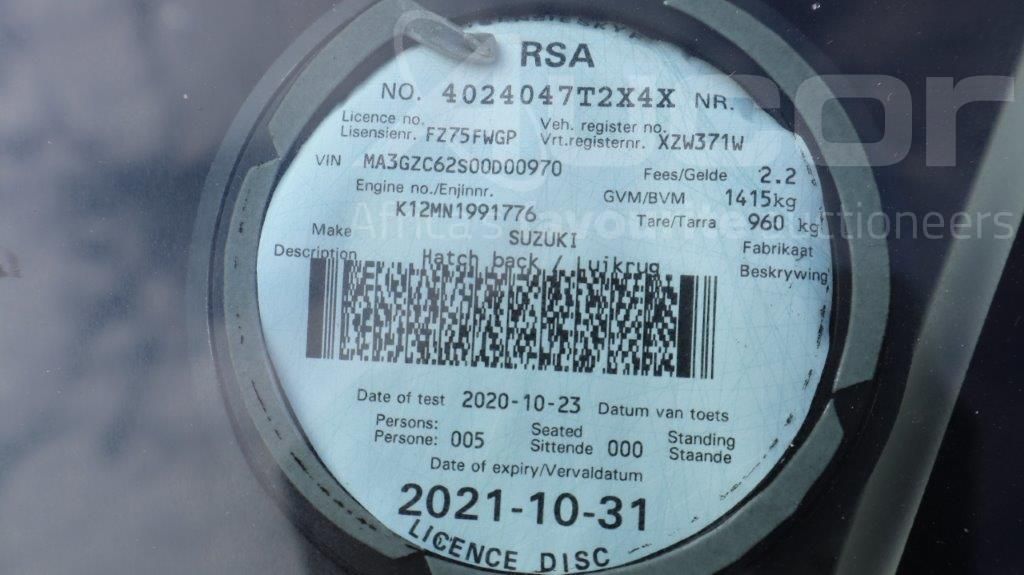 RSA
NO. 4024047T2X4X NR.
Licence no. Veh. register no.
Lisensienr. FZ75FWGP Vrt.registernr. XZW371W
VIN MA3GZC62S00D00970 Fees/Gelde 2.2
Engine no./Enjinnr. GVM/BVM 1415kg
K12MN1991776 Tare/Tarra 960 kg
Africa's favourite auctioneers
Make SUZUKI Fabrikaat
Description Hatch back / Luikrug Beskrywing
Date of test 2020-10-23 Datum van toets
Persons: Seated Standing
Persone: 005 Sittende 000 Staande
Date of expiry/Vervaldatum
2021-10-31
LICENCE DISC